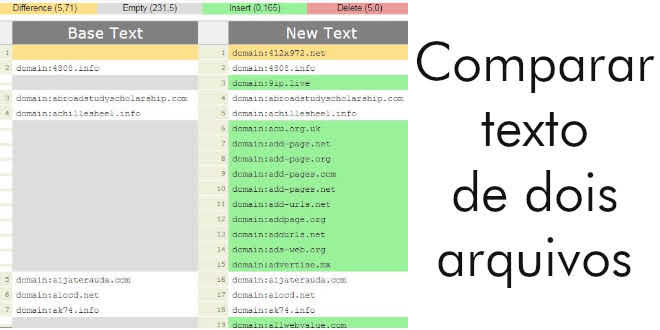 Difference (5,71) Empty (231,5) Insert (0,165) Delete (5,0)
Base Text New Text
1 1 domain:412x972.net
2 domain:4808.info 2 domain:4808.info
3 domain:9ip.live
3 domain:abroadstudyscholarship.com 4 domain:abroadstudyscholarship.com
4 domain:achillesheel.info 5 domain:achillesheel.info
6 domain:acu.org.uk
7 domain:add-page.net
8 domain:add-page.org
9 domain:add-pages.com
10 domain:add-pages.net
11 domain:add-urls.net
12 domain:addpage.org
13 domain:addurls.net
14 domain:ads-web.org
15 domain:advertise.mx
5 domain:aijaterauda.com 16 domain:aijaterauda.com
6 domain:aiocd.net 17 domain:aiocd.net
7 domain:ak74.info 18 domain:ak74.info
19 domain:allwebvalge.com
Comparar
texto
de dois
arquivos